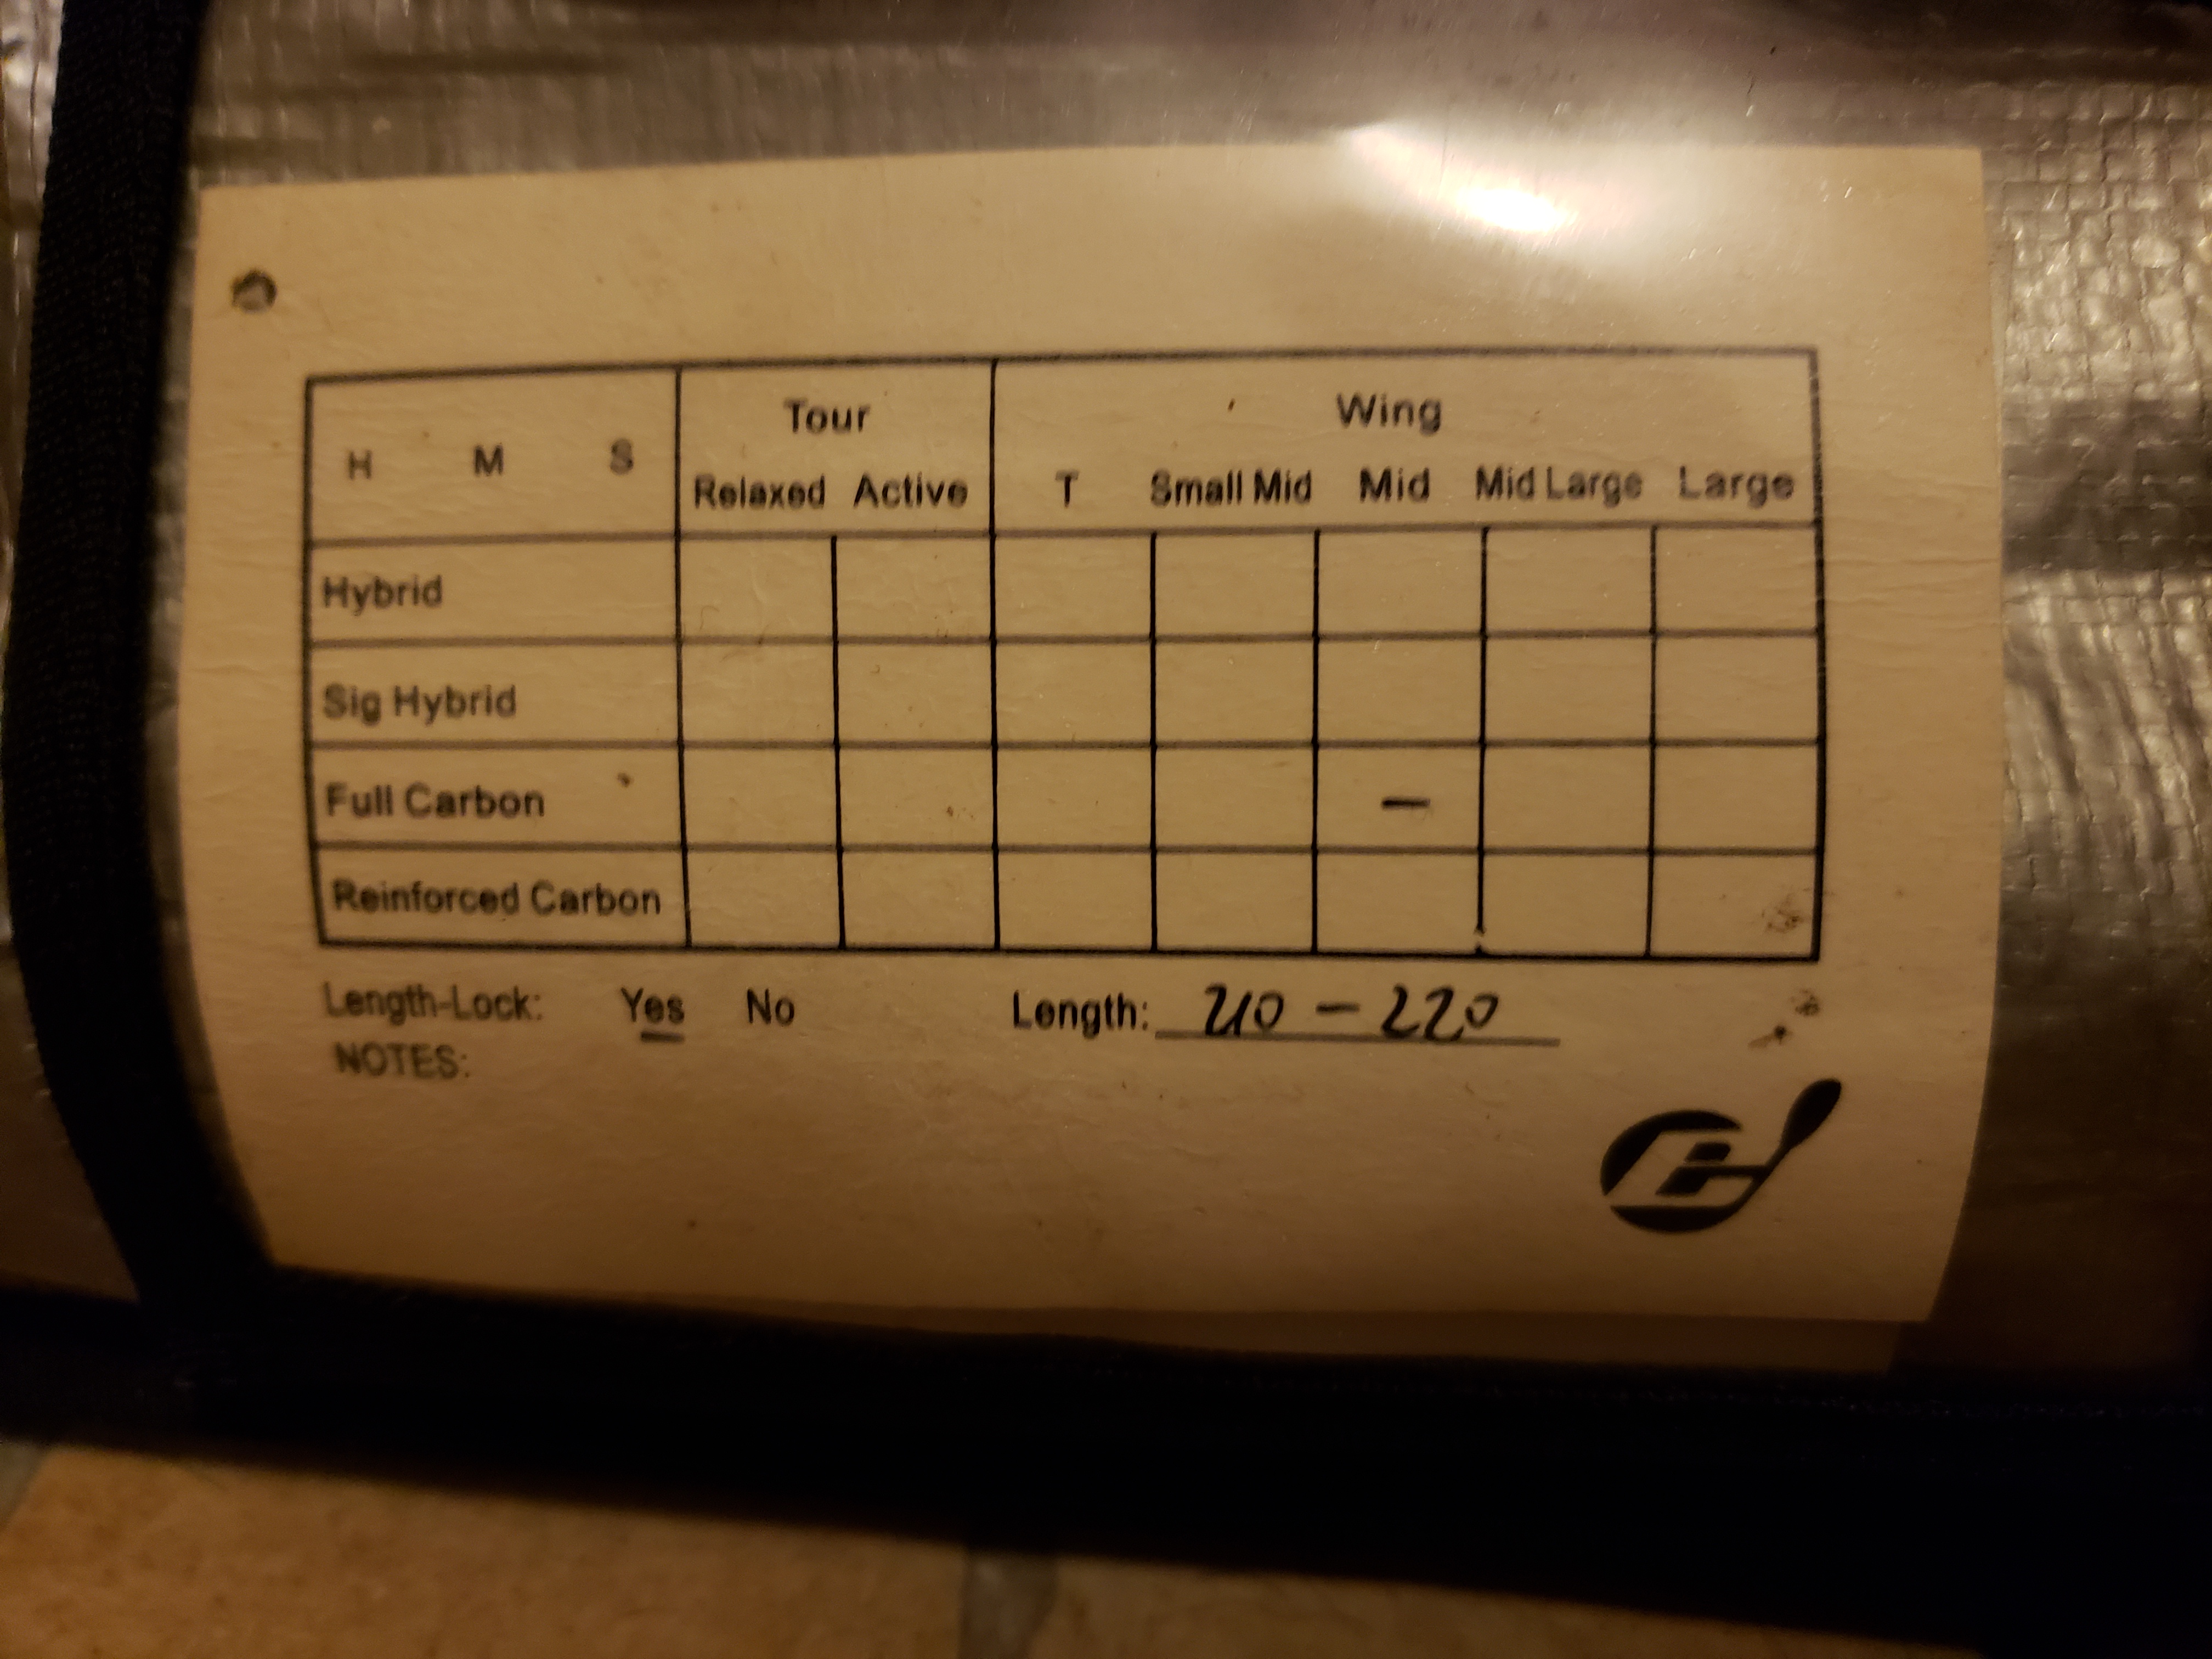 Tour Wing
H M S Relaxed Active T Small Mid Mid Mid Large Large
Hybrid
Sig Hybrid
Full Carbon –
Reinforced Carbon
Length-Lock: Yes No Length: 210 - 220
NOTES: